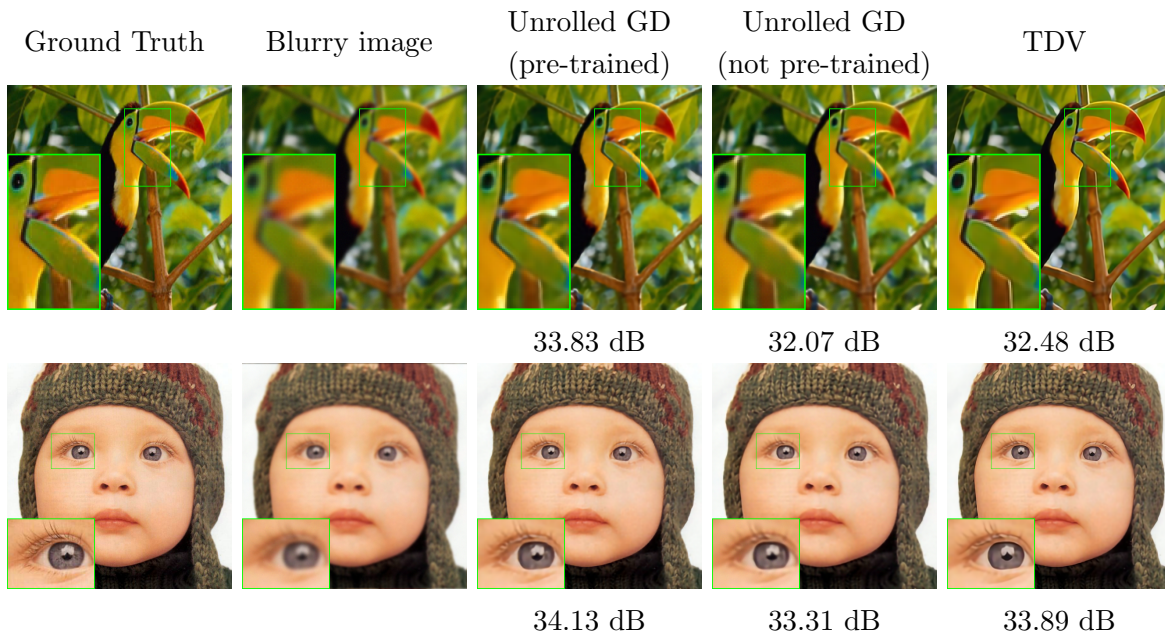 Ground Truth
Blurry image
Unrolled GD
(pre-trained)
Unrolled GD
(not pre-trained)
TDV
33.83 dB
32.07 dB
32.48 dB
34.13 dB
33.31 dB
33.89 dB